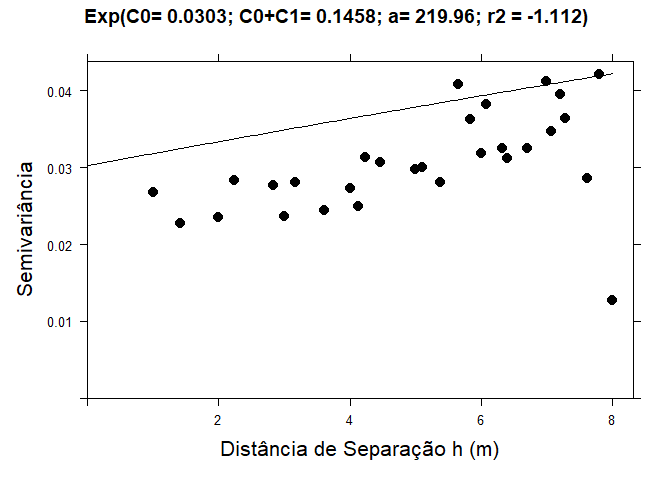 Exp(C0= 0.0303; C0+C1= 0.1458; a= 219.96; r2 = -1.112)
0.04
0.03
0.02
0.01
Semivariância
2 4 6 8
Distância de Separação h (m)